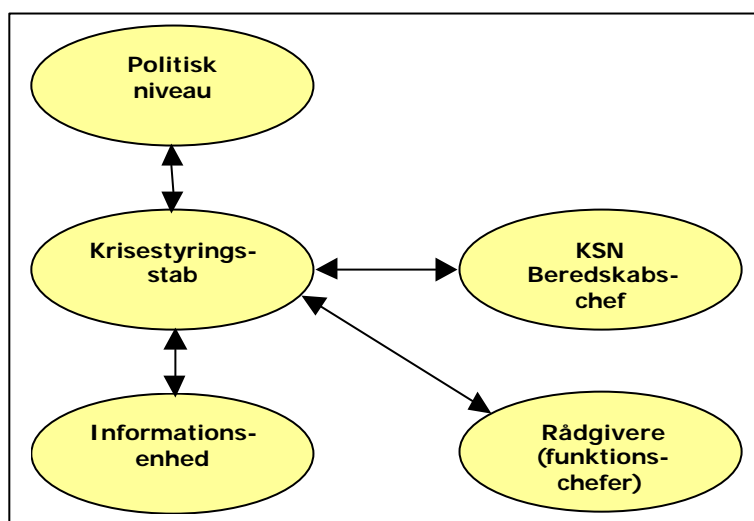 Politisk
niveau
Krisestyrings-
stab
KSN
Beredskabs-
chef
Informations-
enhed
Rådgivere
(funktions-
chefer)